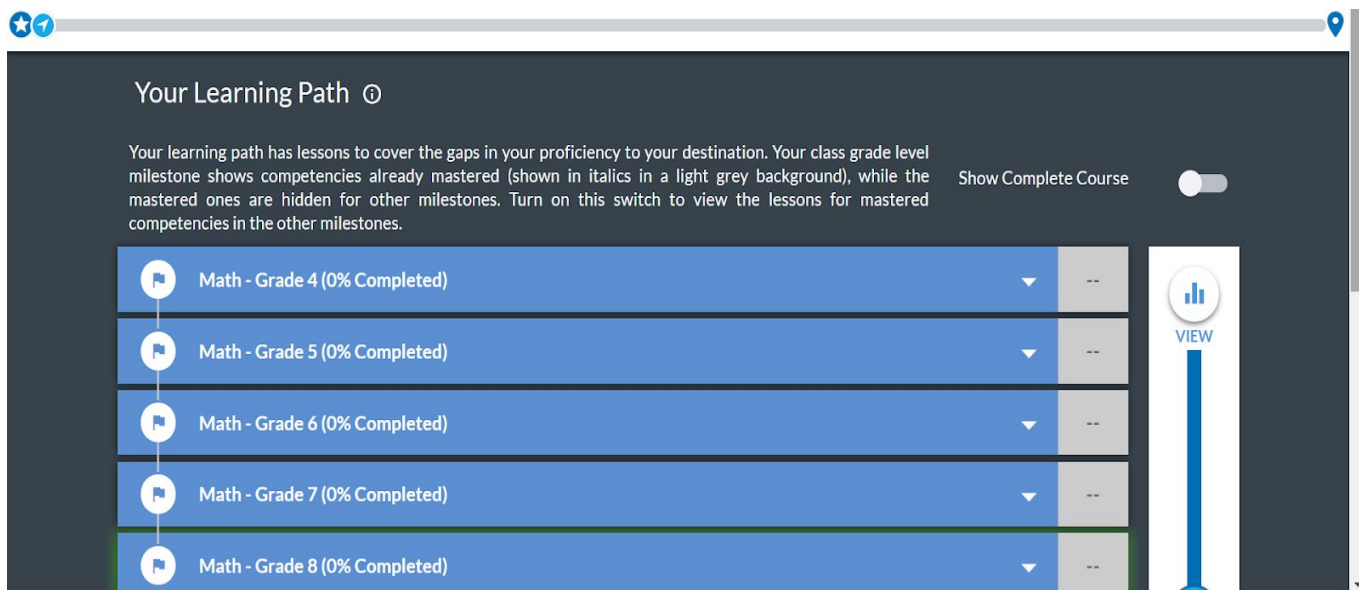 Your Learning Path
Your learning path has lessons to cover the gaps in your proficiency to your destination. Your class grade level
milestone shows competencies already mastered (shown in italics in a light grey background), while the
mastered ones are hidden for other milestones. Turn on this switch to view the lessons for mastered
competencies in the other milestones.
Show Complete Course
Math - Grade 4 (0% Completed)
--
VIEW
Math - Grade 5 (0% Completed)
--
Math - Grade 6 (0% Completed)
--
Math - Grade 7 (0% Completed)
--
Math - Grade 8 (0% Completed)
--